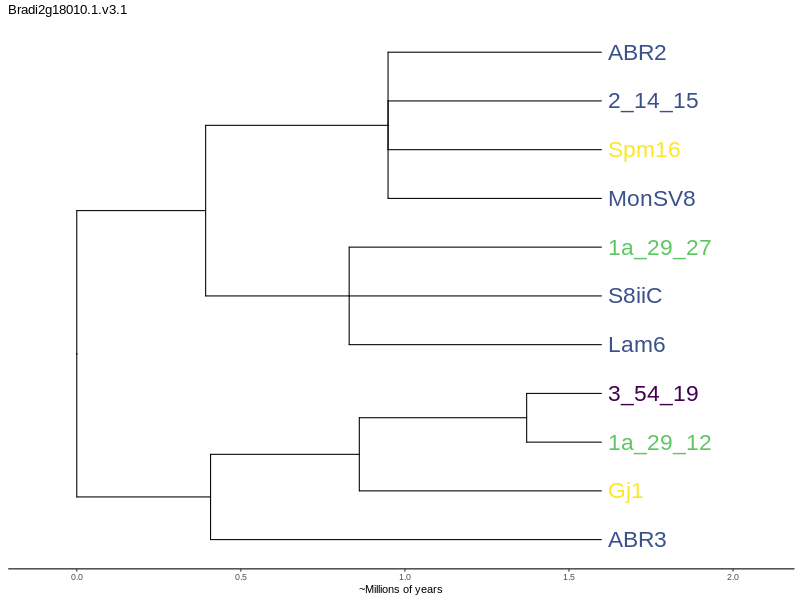 Bradi2g18010.1.v3.1
ABR2
2_14_15
Spm16
MonSV8
1a_29_27
S8iiC
Lam6
3_54_19
1a_29_12
Gj1
ABR3
0.0 0.5 1.0 1.5 2.0
~Millions of years